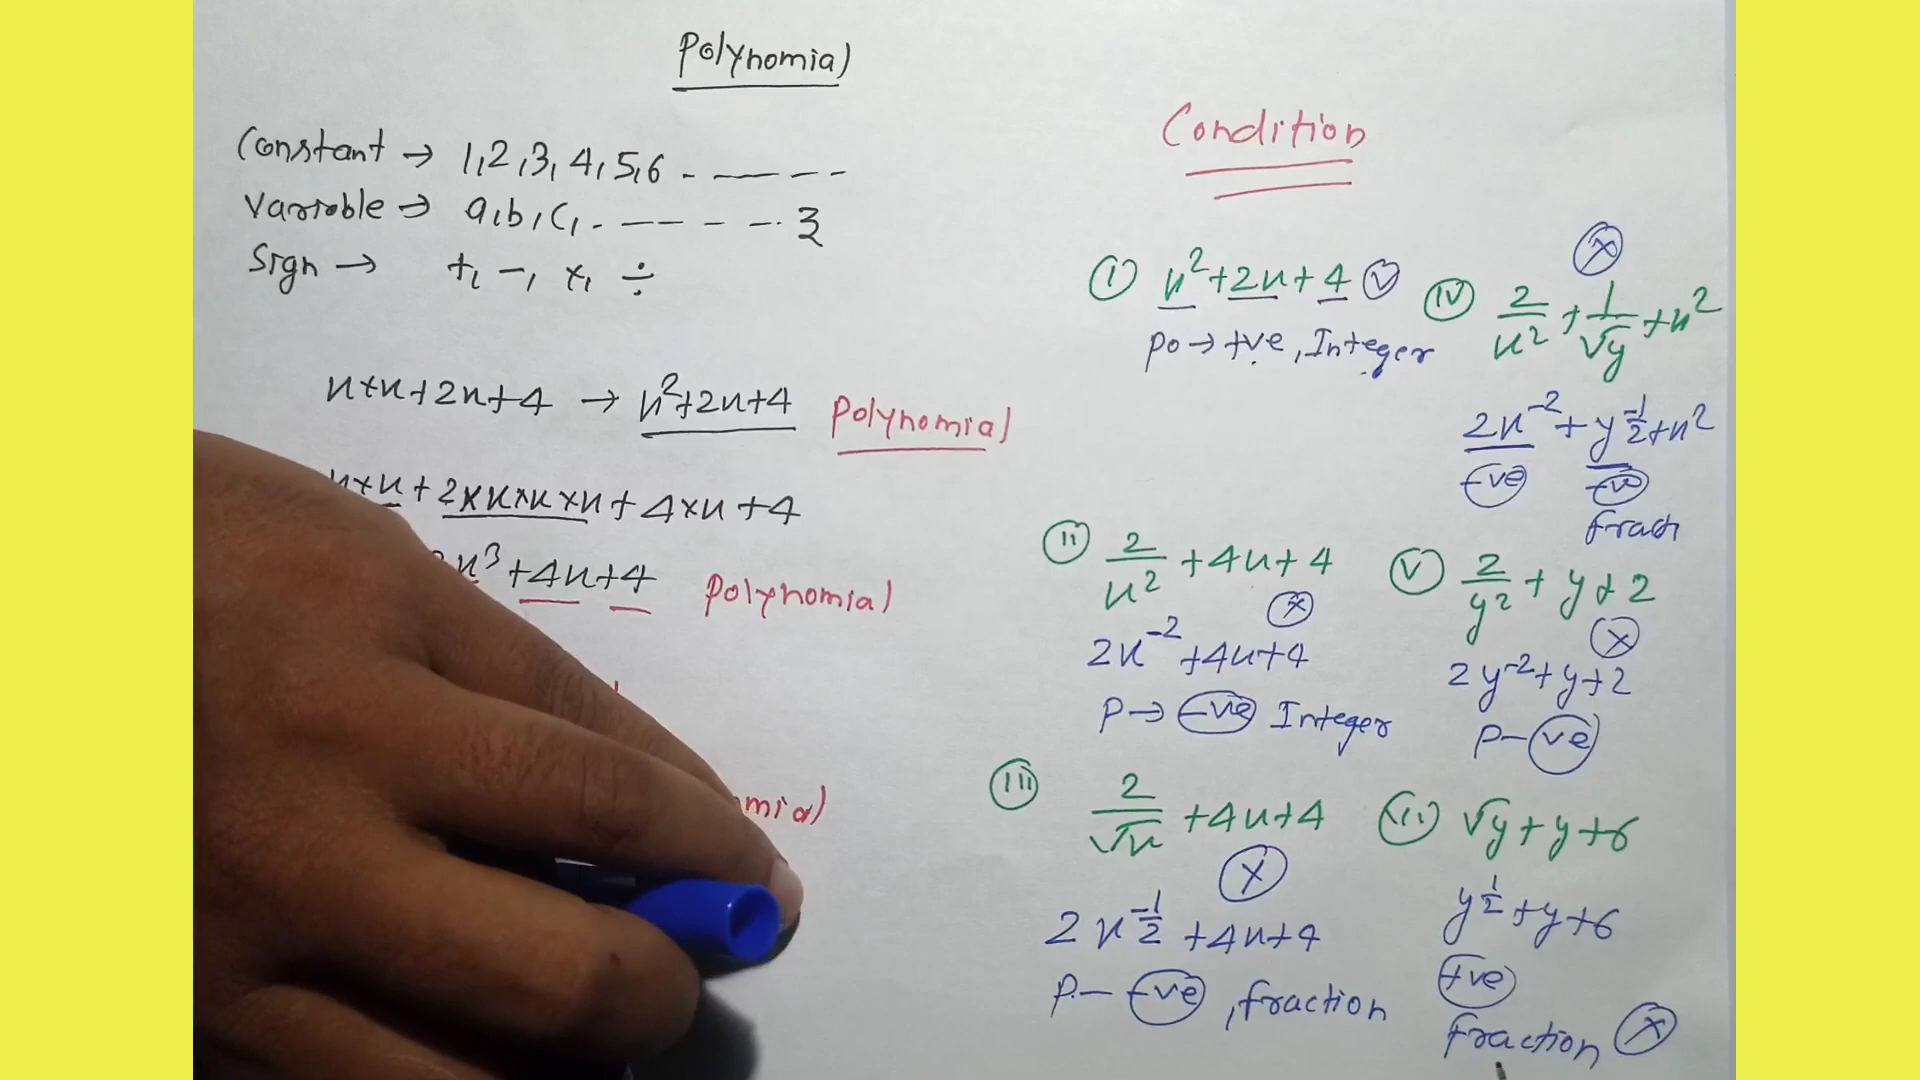 Polynomial
Constant → 1,2,3,4,5,6 - — - -
Variable → a,b,c, - — - - - z
Sign → +, -, ×, ÷
x×x+2x+4 → x²+2x+4 Polynomial
x×x + 2×x×x×x + 4×x + 4
x³ + 4x + 4 Polynomial
Condition
(i) x²+2x+4 ✓
Po → +ve, Integer
(ii) 2/x² + 4x + 4 ×
2x⁻² + 4x + 4
P → -ve Integer
(iii) 2/√x + 4x + 4 ×
2x^-1/2 + 4x + 4
P - -ve, fraction
(iv) 2/x² + 1/√y + x² ×
2x⁻² + y^-1/2 + x²
-ve -ve
fract
(v) 2/y² + y + 2 ×
2y⁻² + y + 2
P - ve
√y + y + 6
y^1/2 + y + 6
+ve
fraction ×